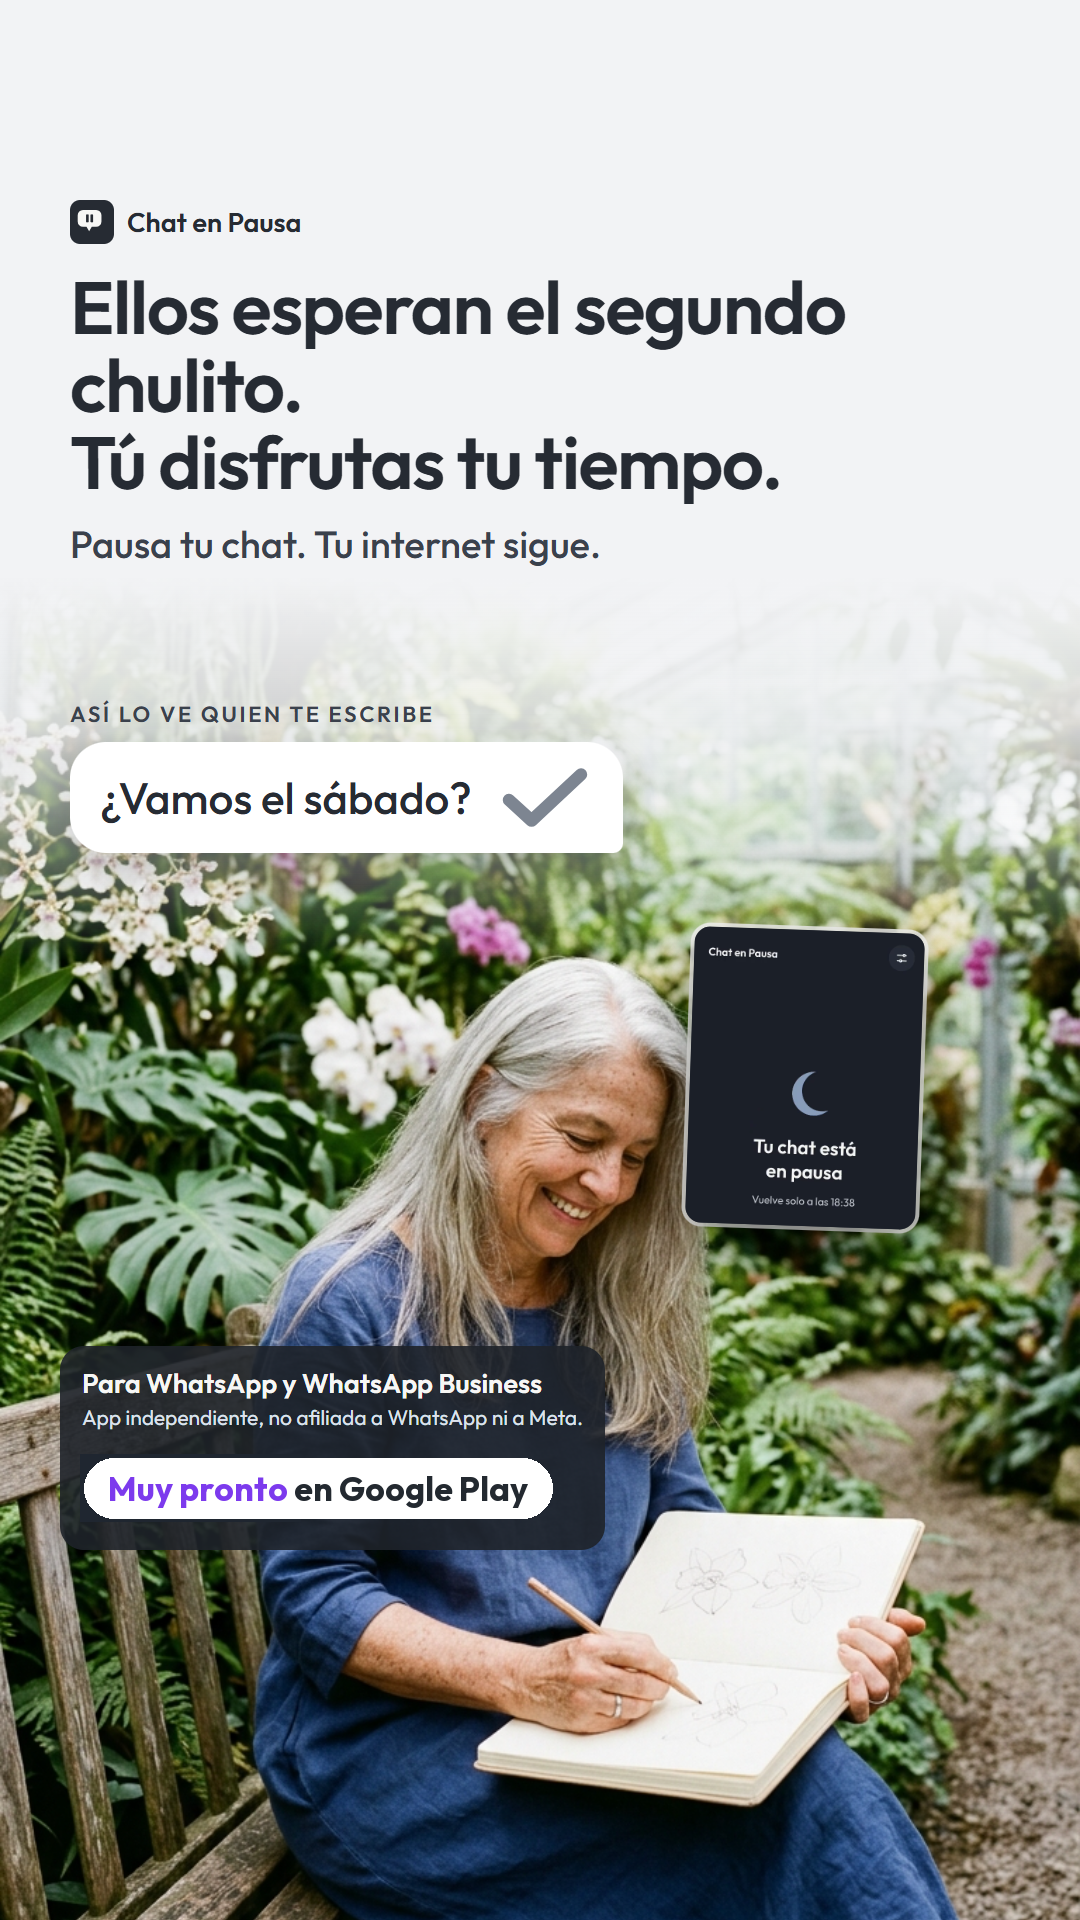 Chat en Pausa
Ellos esperan el segundo
chulito.
Tú disfrutas tu tiempo.
Pausa tu chat. Tu internet sigue.
ASÍ LO VE QUIEN TE ESCRIBE
¿Vamos el sábado?
Chat en Pausa
Tu chat está
en pausa
Vuelve solo a las 18:38
Para WhatsApp y WhatsApp Business
App independiente, no afiliada a WhatsApp ni a Meta.
Muy pronto en Google Play